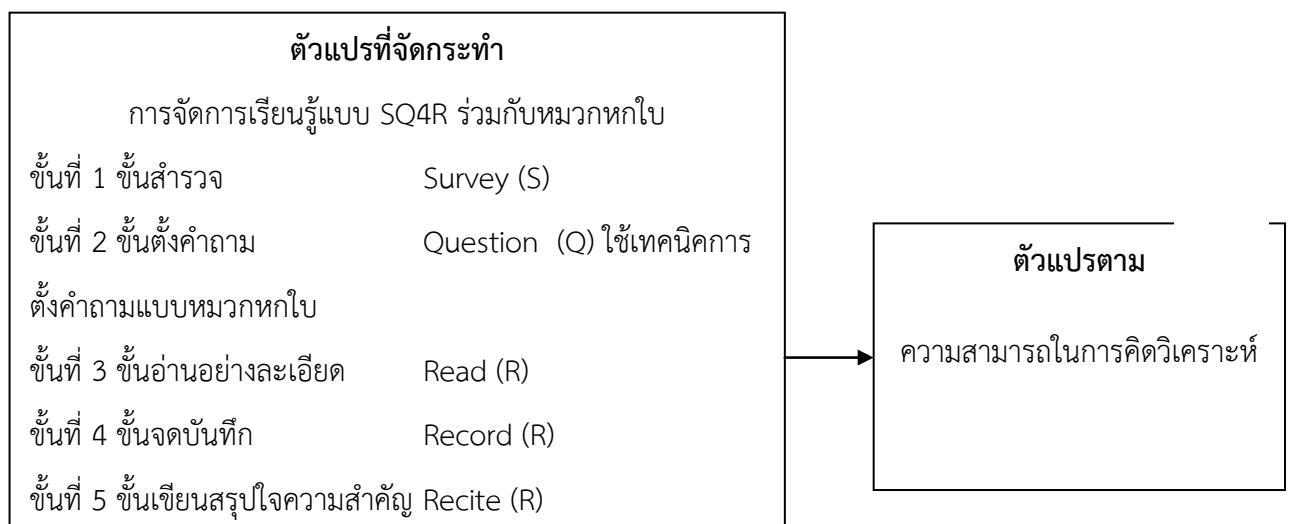 ตัวแปรที่จัดกระทำ
การจัดการเรียนรู้แบบ SQ4R ร่วมกับหมวกหกใบ
ขั้นที่ 1 ขั้นสำรวจ Survey (S)
ขั้นที่ 2 ขั้นตั้งคำถาม Question (Q) ใช้เทคนิคการ
ตั้งคำถามแบบหมวกหกใบ
ขั้นที่ 3 ขั้นอ่านอย่างละเอียด Read (R)
ขั้นที่ 4 ขั้นจดบันทึก Record (R)
ขั้นที่ 5 ขั้นเขียนสรุปใจความสำคัญ Recite (R)
ตัวแปรตาม
ความสามารถในการคิดวิเคราะห์